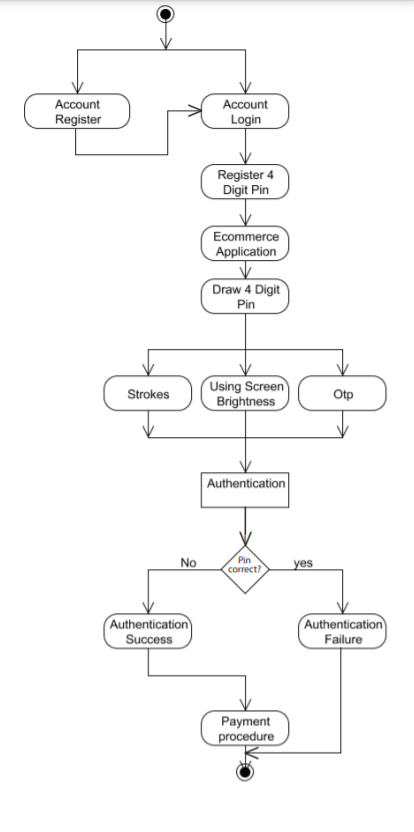 Account
Register
Account
Login
Register 4
Digit Pin
Ecommerce
Application
Draw 4 Digit
Pin
Strokes
Using Screen
Brightness
Otp
Authentication
Pin
correct?
No
yes
Authentication
Success
Authentication
Failure
Payment
procedure